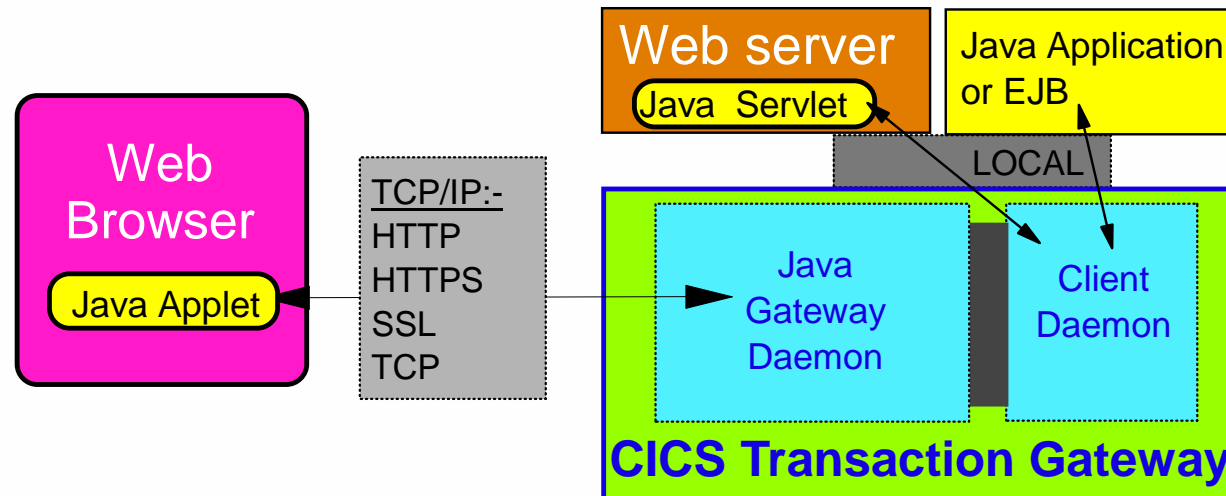 Web
Browser
Java Applet
TCP/IP:-
HTTP
HTTPS
SSL
TCP
Web server
Java Servlet
Java Application
or EJB
LOCAL
Java
Gateway
Daemon
Client
Daemon
CICS Transaction Gateway